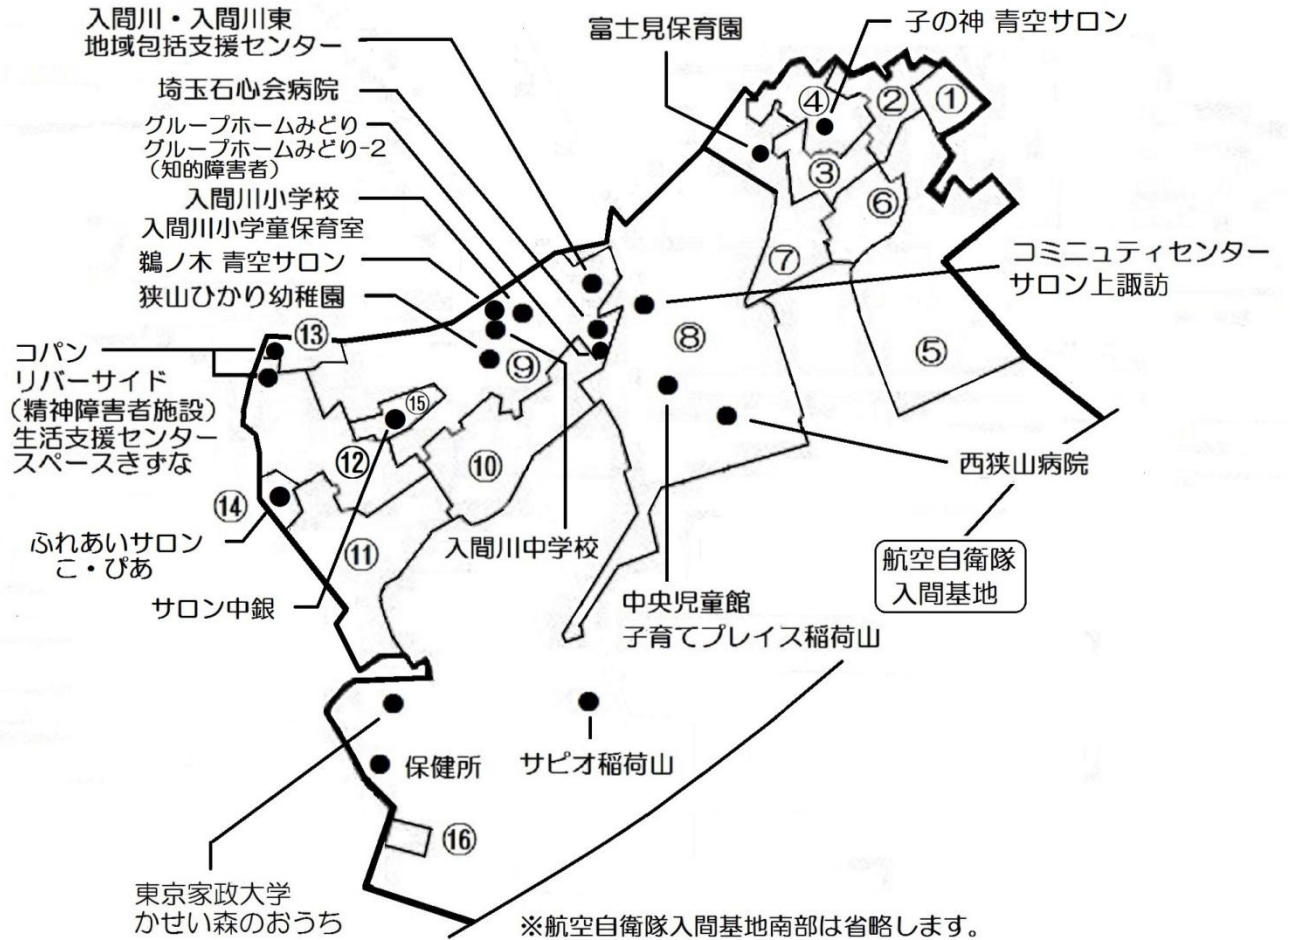 入間川・入間川東
地域包括支援センター
埼玉石心会病院
グループホームみどり
グループホームみどり-2
（知的障害者）
入間川小学校
入間川小学童保育室
鵜ノ木 青空サロン
狭山ひかり幼稚園
富士見保育園
子の神 青空サロン
④
②
①
③
⑥
⑦
コミニュティセンター
サロン上諏訪
⑧
⑤
⑬
⑨
コパン
リバーサイド
（精神障害者施設）
生活支援センター
スペースきずな
⑮
⑫
⑩
西狭山病院
⑭
ふれあいサロン
こ・ぴあ
⑪
入間川中学校
航空自衛隊
入間基地
サロン中銀
中央児童館
子育てプレイス稲荷山
保健所
サピオ稲荷山
⑯
東京家政大学
かせい森のおうち
※航空自衛隊入間基地南部は省略します。